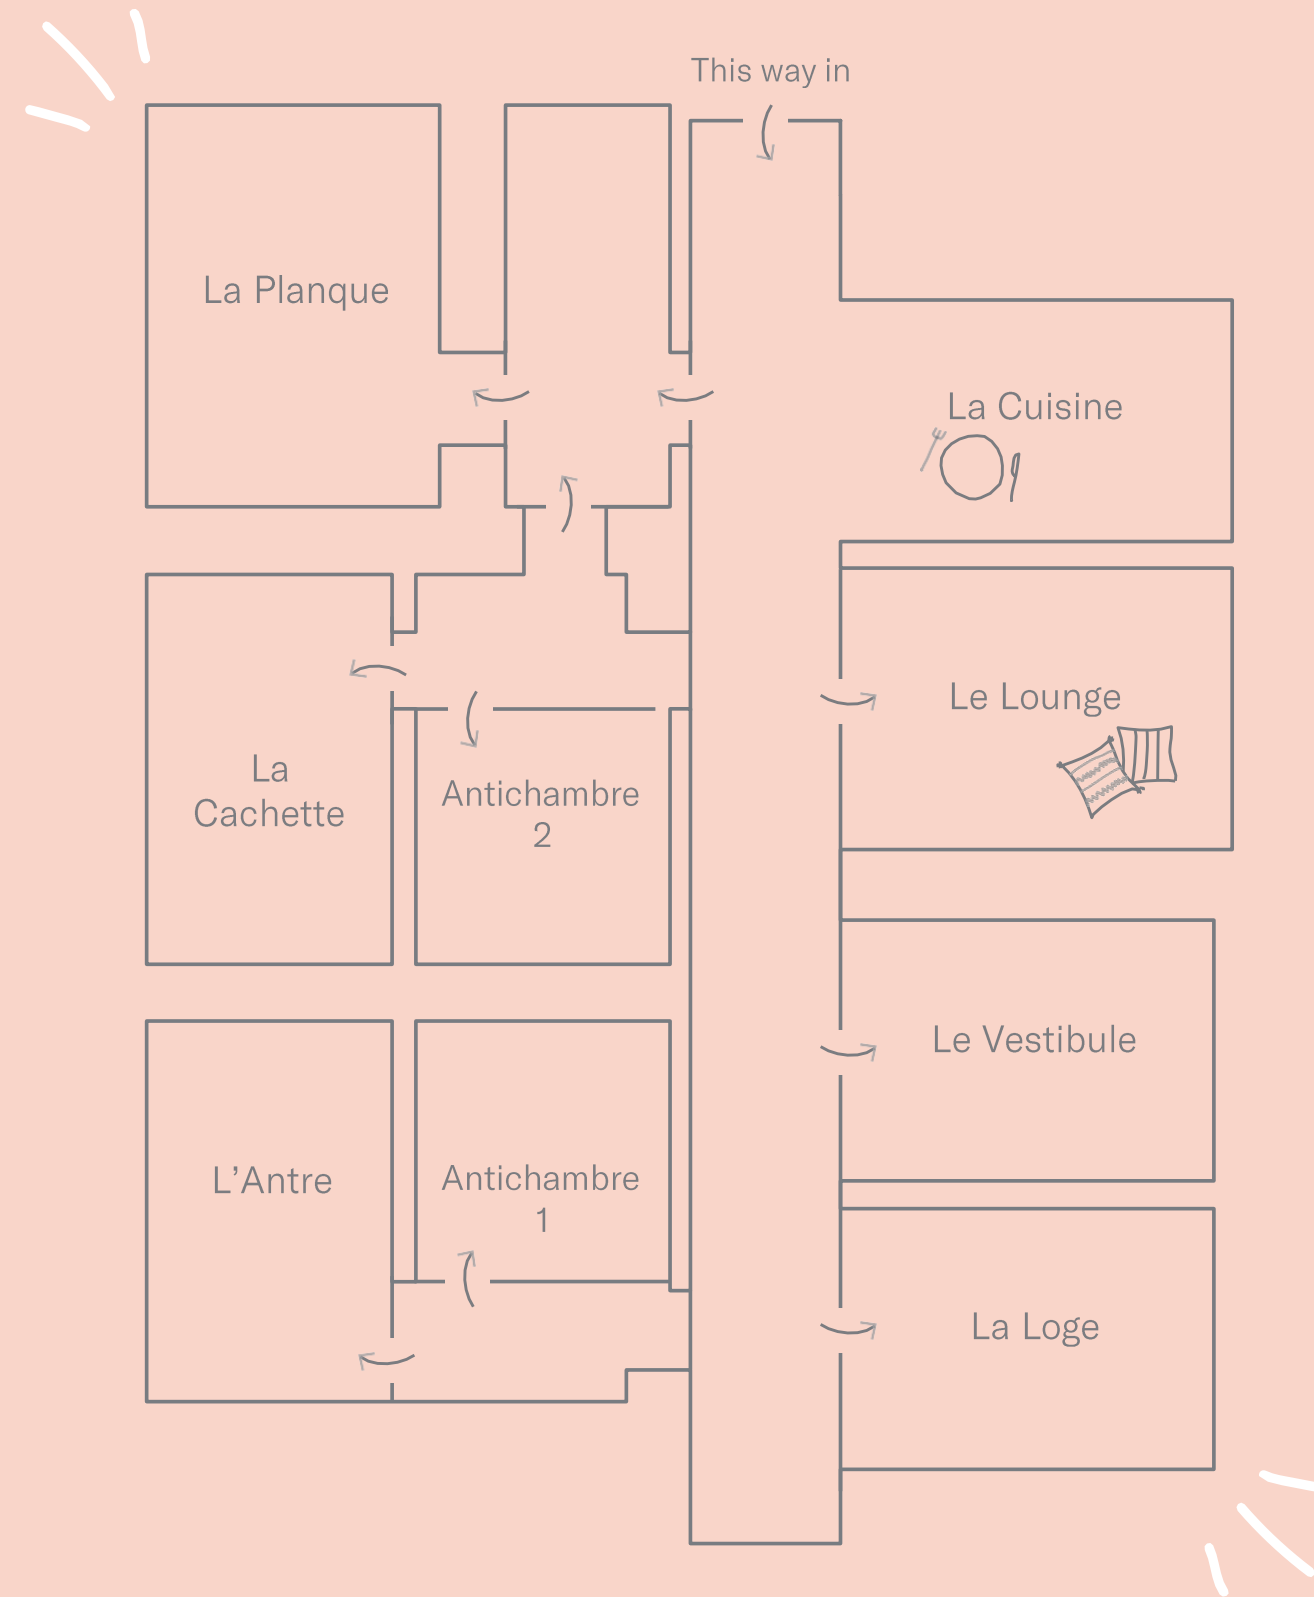 This way in
La Planque
La Cuisine
Le Lounge
La
Cachette
Antichambre
2
Le Vestibule
L’Antre
Antichambre
1
La Loge